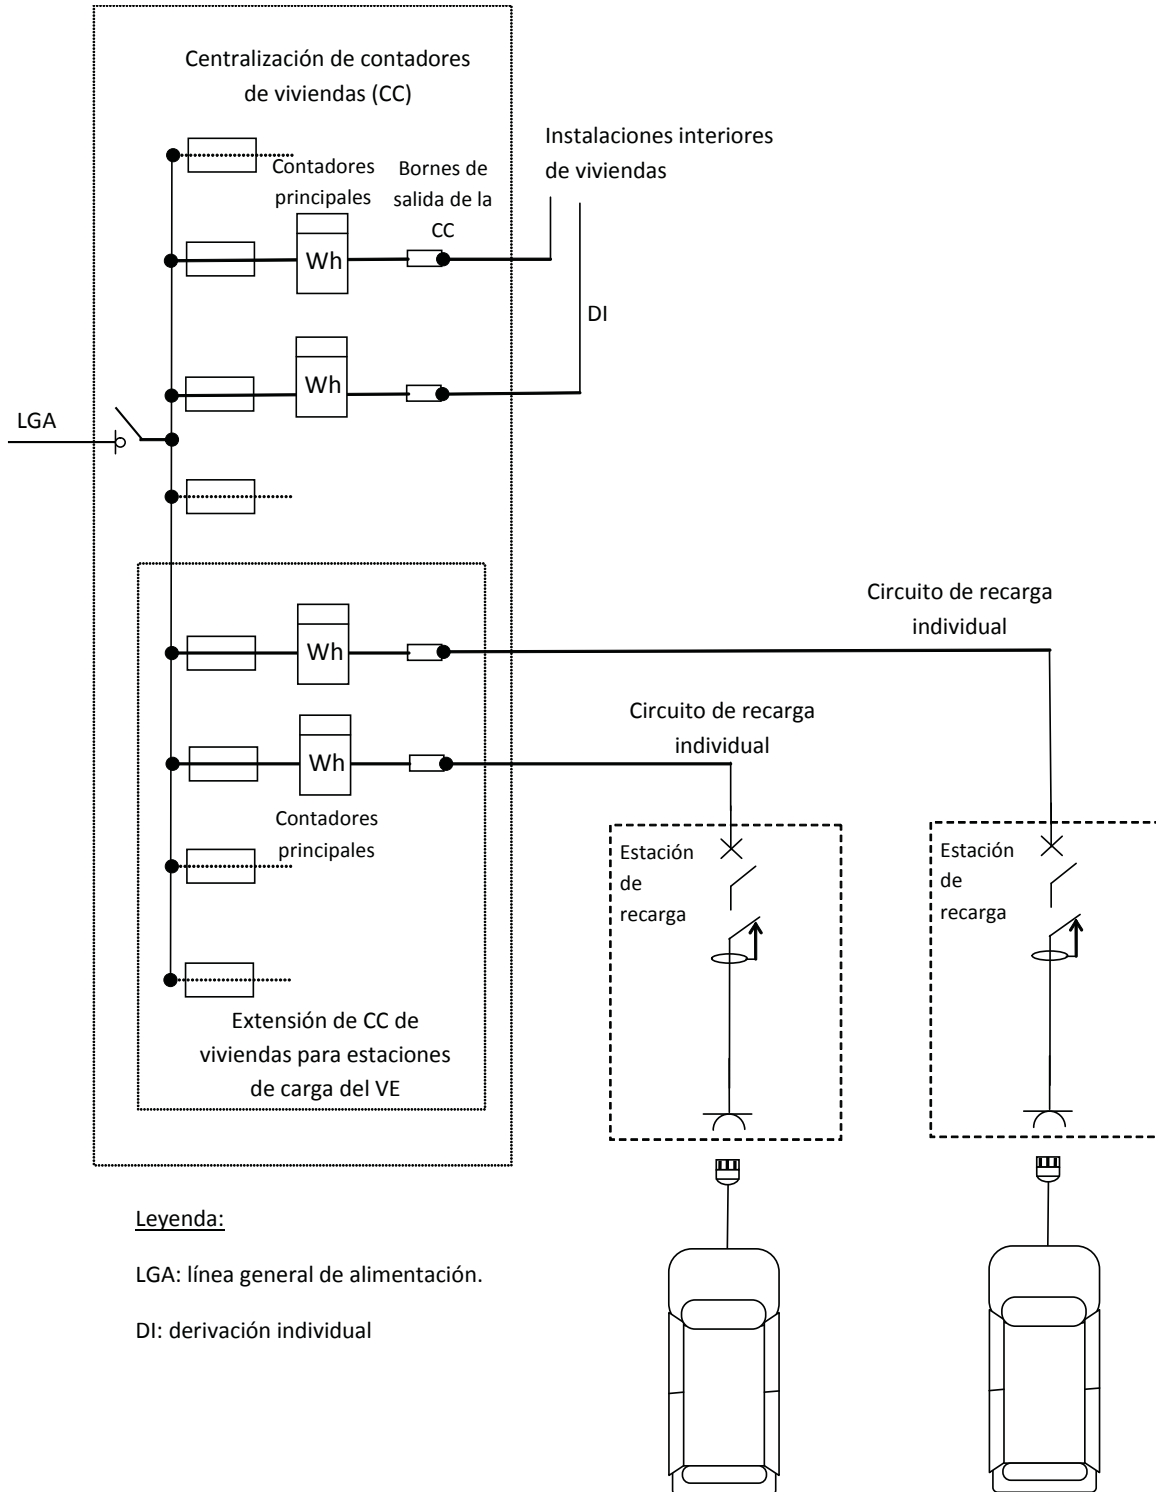 Centralización de contadores
de viviendas (CC)
Instalaciones interiores
de viviendas
Contadores
principales
Bornes de
salida de la
CC
Wh
DI
Wh
LGA
Circuito de recarga
individual
Wh
Circuito de recarga
individual
Wh
Contadores
principales
Estación
de
recarga
Estación
de
recarga
Extensión de CC de
viviendas para estaciones
de carga del VE
Leyenda:
LGA: línea general de alimentación.
DI: derivación individual